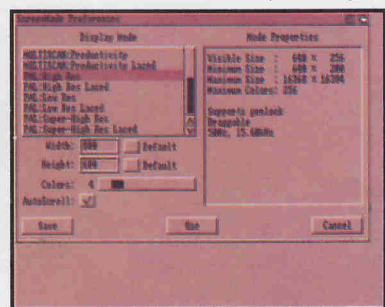 ScreenMode Preferences
Display Mode
MULTISCAN:Productivity
MULTISCAN:Productivity Laced
PAL:High Res
PAL:High Res Laced
PAL:Low Res
PAL:Low Res Laced
PAL:Super-High Res
PAL:Super-High Res Laced
Width: 800 Default
Height: 600 Default
Colors: 4
AutoScroll:
Mode Properties
Visible Size : 640 x 256
Minimum Size : 640 x 200
Maximum Size : 16368 x 16384
Maximum Colors: 256
Supports genlock
Draggable
50Hz, 15.60kHz
Save
Use
Cancel